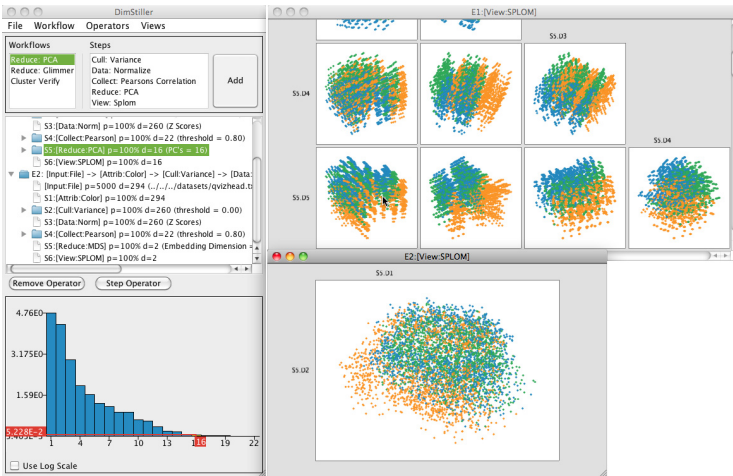 DimStiller
File Workflow Operators Views
Workflows
Reduce: PCA
Reduce: Glimmer
Cluster Verify
Steps
Cull: Variance
Data: Normalize
Collect: Pearsons Correlation
Reduce: PCA
View: Splom
Add
S3:[Data:Norm] p=100% d=260 (Z Scores)
S4:[Collect:Pearson] p=100% d=22 (threshold = 0.80)
S5:[Reduce:PCA] p=100% d=16 (PC's = 16)
S6:[View:SPLOM] p=100% d=16
E2: [Input:File] -> [Attrib:Color] -> [Cull:Variance] -> [Data:
[Input:File] p=5000 d=294 (../../../datasets/qvizhead.t
S1:[Attrib:Color] p=100% d=294
S2:[Cull:Variance] p=100% d=260 (threshold = 0.00)
S3:[Data:Norm] p=100% d=260 (Z Scores)
S4:[Collect:Pearson] p=100% d=22 (threshold = 0.80)
S5:[Reduce:MDS] p=100% d=2 (Embedding Dimension =
S6:[View:SPLOM] p=100% d=2
Remove Operator Step Operator
4.76E0
3.175E0
1.59E0
5.228E-2
1 4 7 10 13 16 19 22
Use Log Scale
E1:[View:SPLOM]
S5.D3
S5.D4
S5.D4
S5.D5
E2:[View:SPLOM]
S5.D1
S5.D2